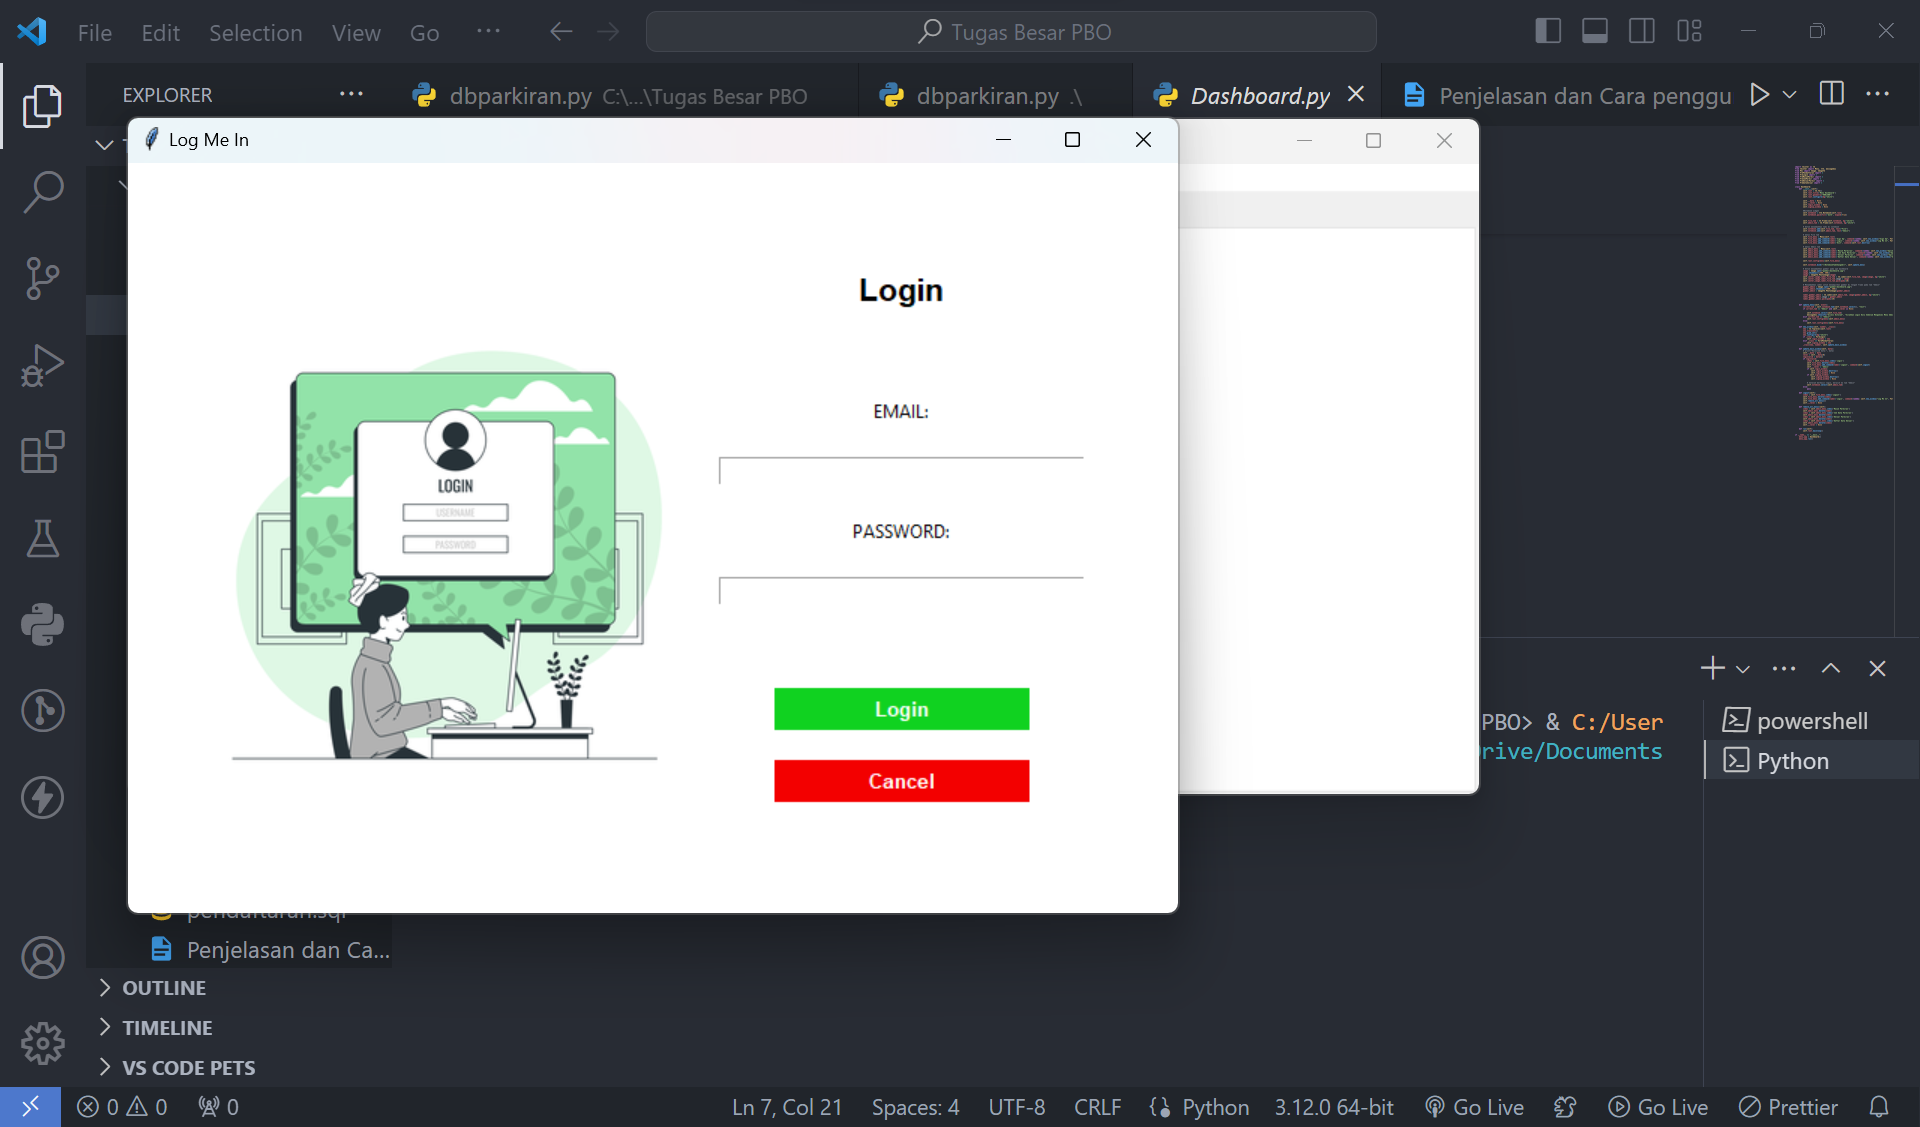 File Edit Selection View Go ···
Tugas Besar PBO
EXPLORER ···
dbparkiran.py C:\...\Tugas Besar PBO
dbparkiran.py .\
Dashboard.py
Penjelasan dan Cara penggu
Log Me In
Login
EMAIL:
PASSWORD:
Login
Cancel
LOGIN
USERNAME
PASSWORD
PBO> & C:/User
rive/Documents
powershell
Python
pendaftaran.sql
Penjelasan dan Ca...
OUTLINE
TIMELINE
VS CODE PETS
0 0 0
Ln 7, Col 21 Spaces: 4 UTF-8 CRLF Python 3.12.0 64-bit Go Live Go Live Prettier